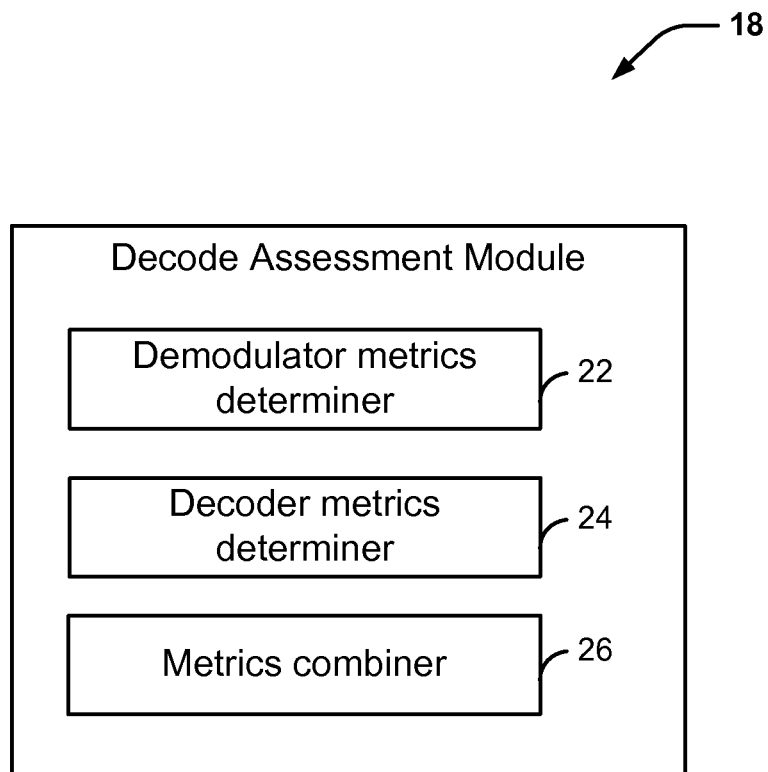 18
Decode Assessment Module
Demodulator metrics
determiner
22
Decoder metrics
determiner
24
Metrics combiner
26